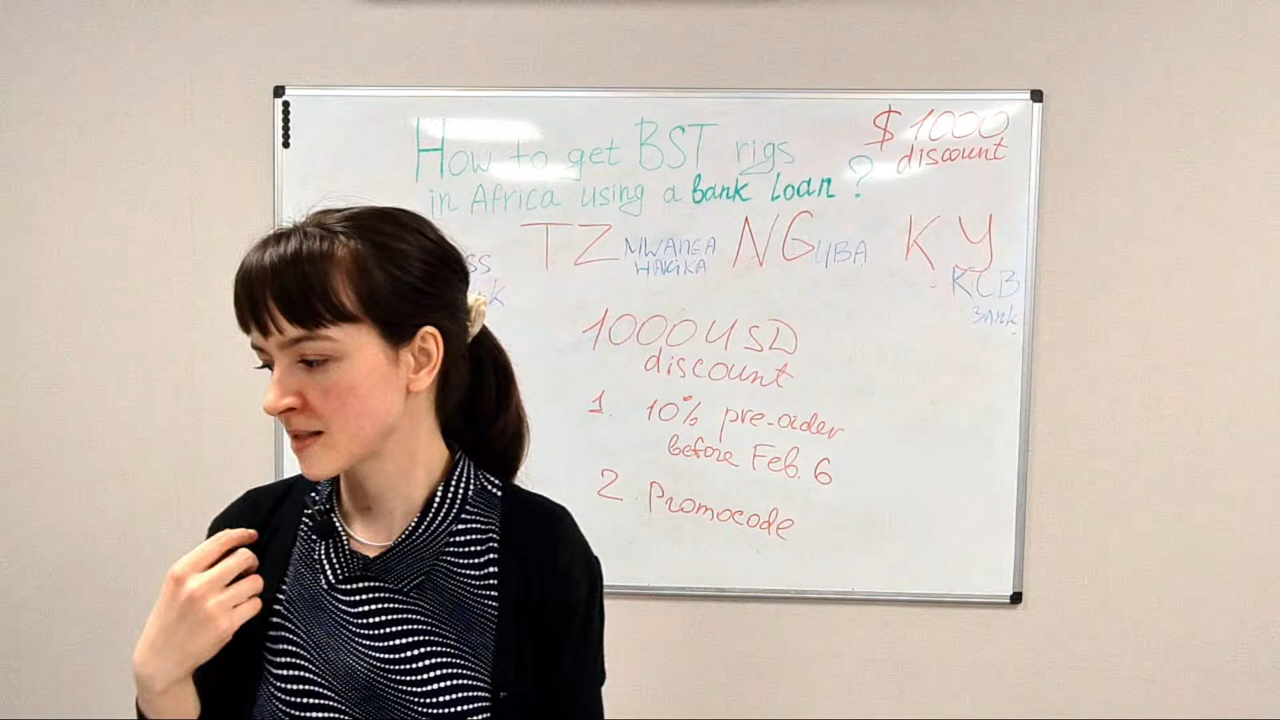 How to get BST rigs
in Africa using a bank loan?
$ 1000
discount
TZ MWANGA
HAKIKA
NG UBA
KY
KCB
BANK
1000 USD
discount
1. 10% pre-order
before Feb. 6
2. Promocode